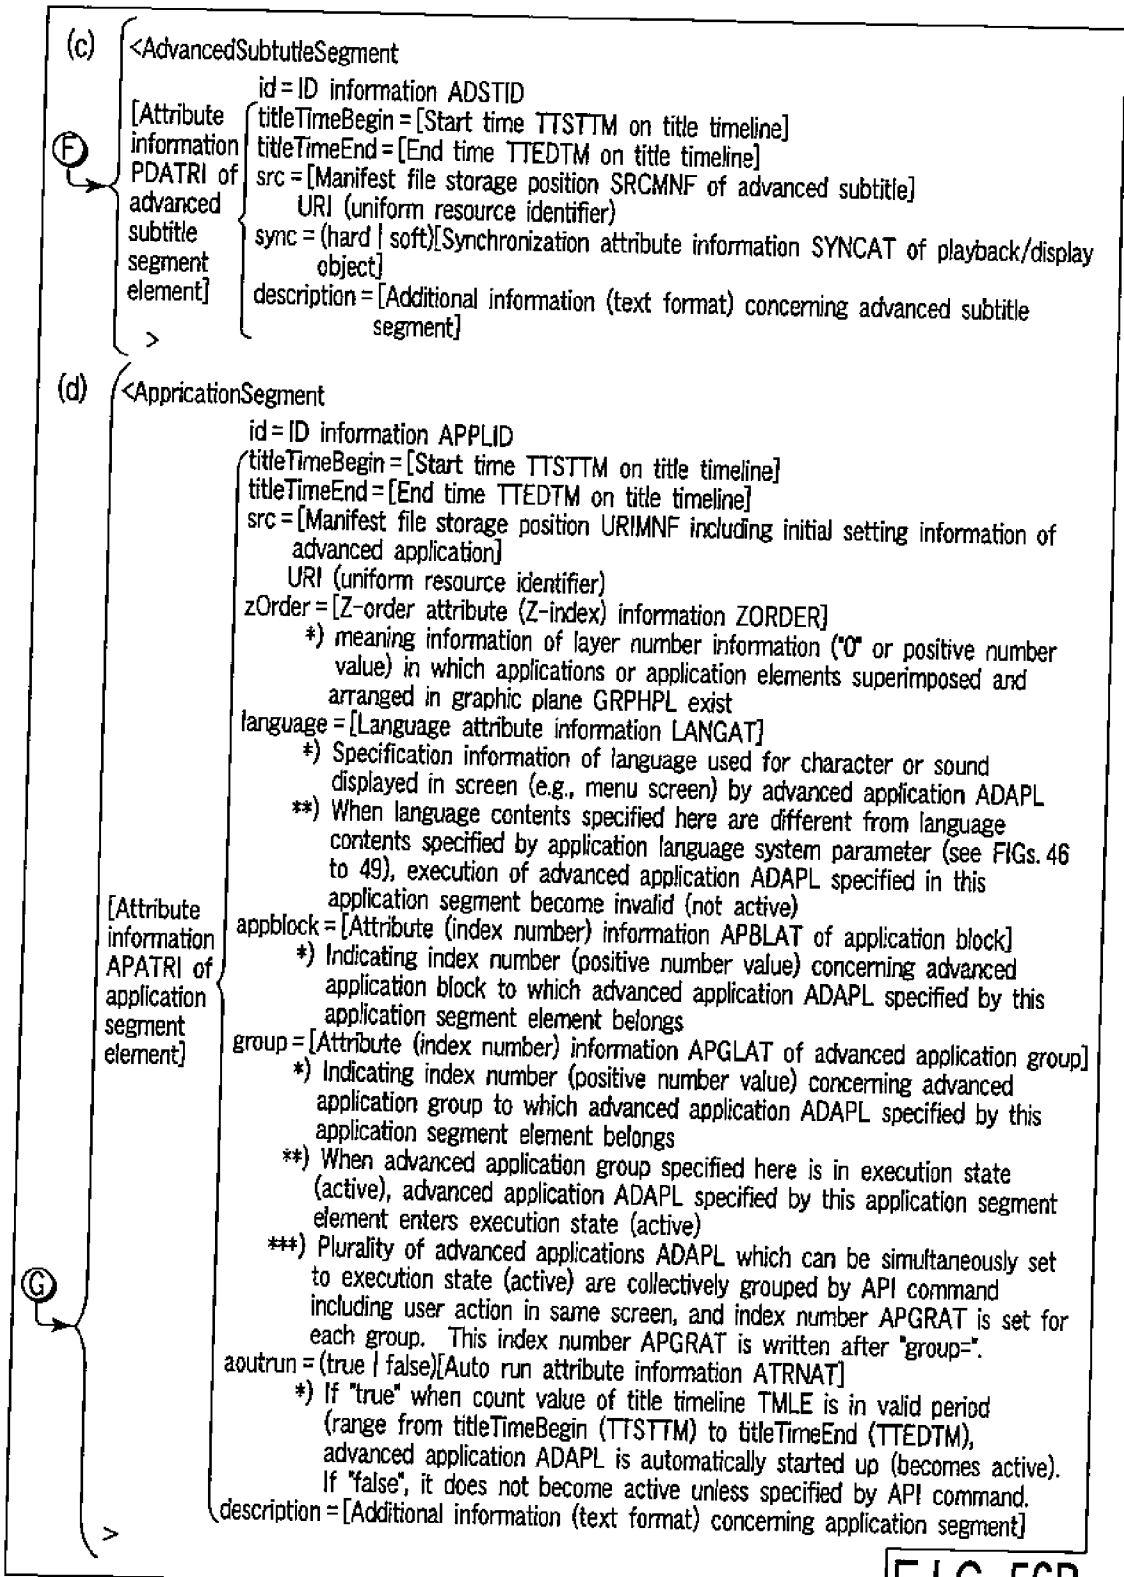 (c) <AdvancedSubtutleSegment
id=ID information ADSTID
[Attribute information PDATRI of advanced subtitle segment element]
titleTimeBegin=[Start time TTSTTM on title timeline]
titleTimeEnd=[End time TTEDTM on title timeline]
src=[Manifest file storage position SRCMNF of advanced subtitle]
URI (uniform resource identifier)
sync=(hard | soft)[Synchronization attribute information SYNCAT of playback/display
object]
description=[Additional information (text format) concerning advanced subtitle
segment]
>
F
(d) <ApplicationSegment
id=ID information APPLID
titleTimeBegin=[Start time TTSTTM on title timeline]
titleTimeEnd=[End time TTEDTM on title timeline]
src=[Manifest file storage position URIMNF including initial setting information of
advanced application]
URI (uniform resource identifier)
zOrder=[Z-order attribute (Z-index) information ZORDER]
*) meaning information of layer number information ("0" or positive number
value) in which applications or application elements superimposed and
arranged in graphic plane GRPHPL exist
language=[Language attribute information LANGAT]
*) Specification information of language used for character or sound
displayed in screen (e.g., menu screen) by advanced application ADAPL
**) When language contents specified here are different from language
contents specified by application language system parameter (see FIGs. 46
to 49), execution of advanced application ADAPL specified in this
application segment become invalid (not active)
[Attribute information APATRI of application segment element]
appblock=[Attribute (index number) information APBLAT of application block]
*) Indicating index number (positive number value) concerning advanced
application block to which advanced application ADAPL specified by this
application segment element belongs
group=[Attribute (index number) information APGLAT of advanced application group]
*) Indicating index number (positive number value) concerning advanced
application group to which advanced application ADAPL specified by this
application segment element belongs
**) When advanced application group specified here is in execution state
(active), advanced application ADAPL specified by this application segment
element enters execution state (active)
***) Plurality of advanced applications ADAPL which can be simultaneously set
to execution state (active) are collectively grouped by API command
including user action in same screen, and index number APGRAT is set for
each group. This index number APGRAT is written after "group=".
G
aoutrun=(true | false)[Auto run attribute information ATRNAT]
*) If "true" when count value of title timeline TMLE is in valid period
(range from titleTimeBegin (TTSTTM) to titleTimeEnd (TTEDTM),
advanced application ADAPL is automatically started up (becomes active).
If "false", it does not become active unless specified by API command.
description=[Additional information (text format) concerning application segment]
>